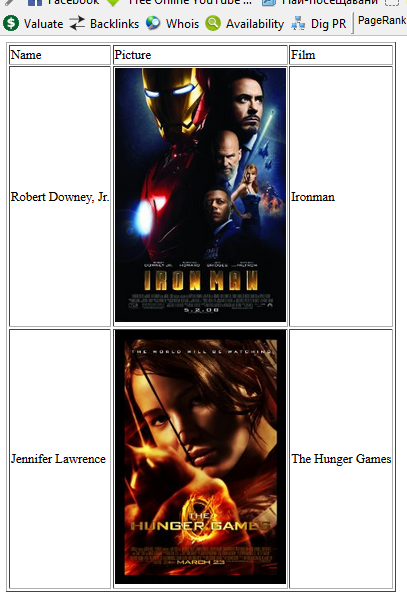 Facebook Free Online YouTube ... Най-посещавани
Valuate Backlinks Whois Availability Dig PR PageRank
Name Picture Film
Robert Downey, Jr.
IRON MAN
5.2.08
Ironman
THE WORLD WILL BE WATCHING
Jennifer Lawrence
THE
HUNGER GAMES
MARCH 23
The Hunger Games